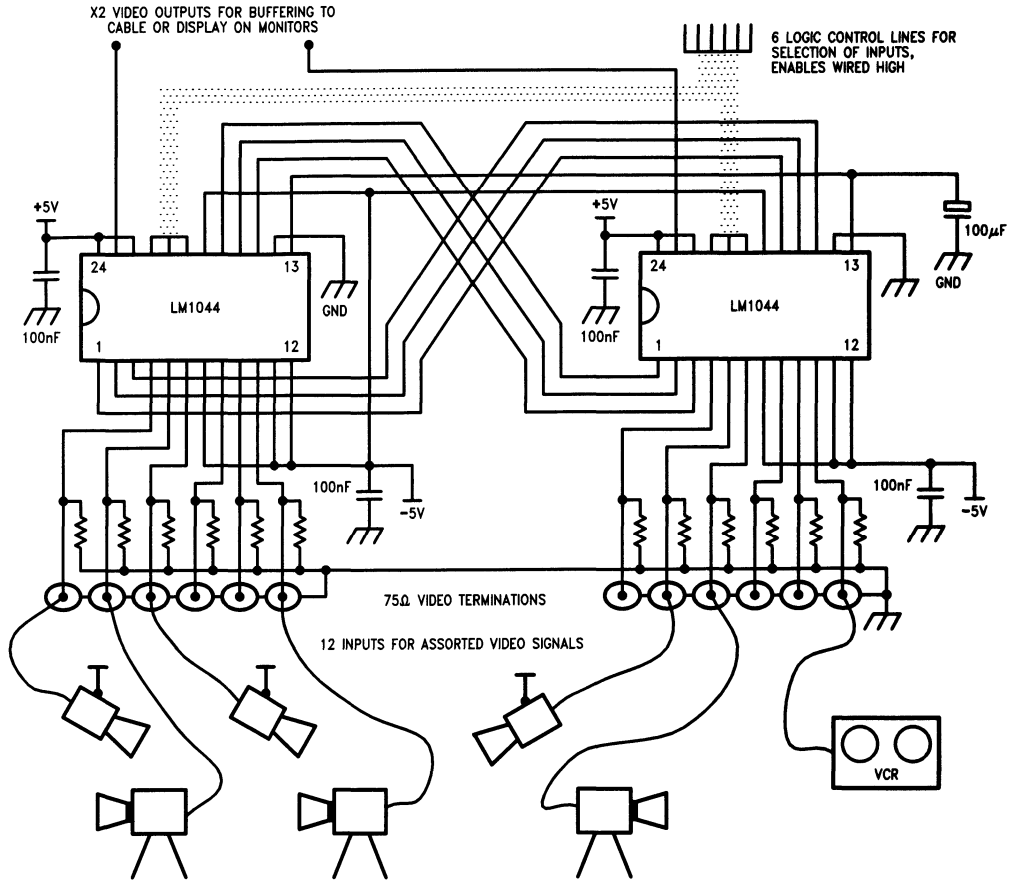 X2 VIDEO OUTPUTS FOR BUFFERING TO
CABLE OR DISPLAY ON MONITORS
6 LOGIC CONTROL LINES FOR
SELECTION OF INPUTS,
ENABLES WIRED HIGH
+5V
24
13
LM1044
1
12
100nF
GND
+5V
24
13
LM1044
1
12
100nF
100μF
GND
100nF
-5V
100nF
-5V
75Ω VIDEO TERMINATIONS
12 INPUTS FOR ASSORTED VIDEO SIGNALS
VCR